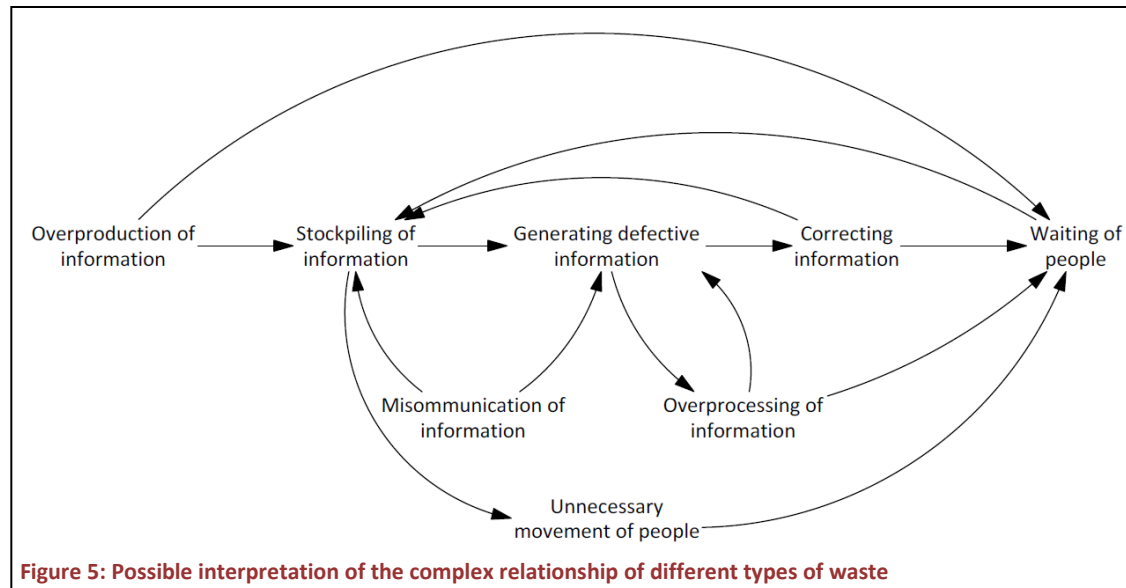 Overproduction of
information
Stockpiling of
information
Generating defective
information
Correcting
information
Waiting of
people
Misommunication of
information
Overprocessing of
information
Unnecessary
movement of people
Figure 5: Possible interpretation of the complex relationship of different types of waste